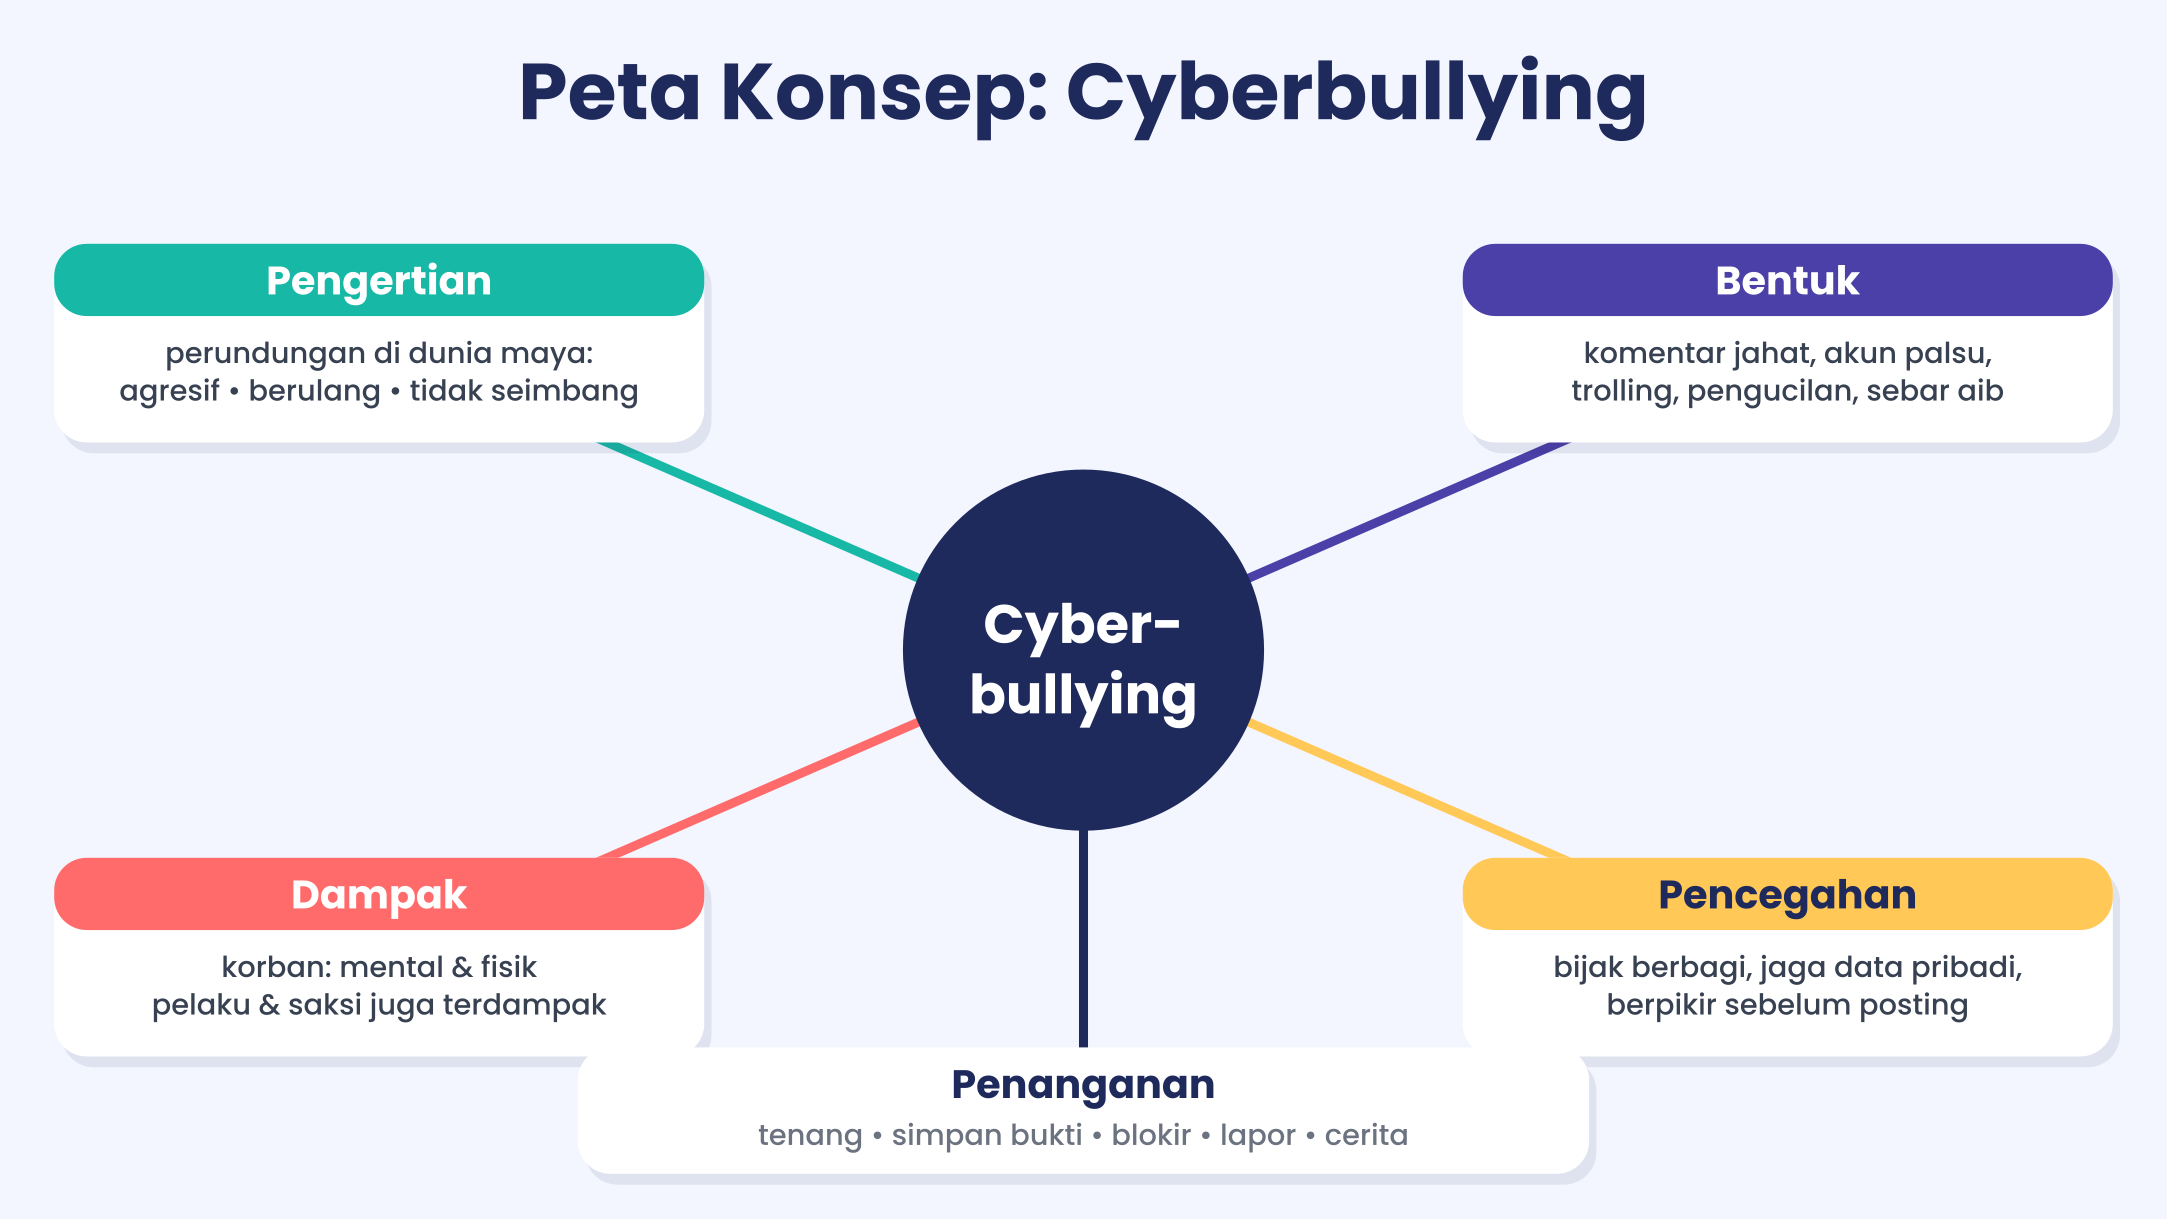 Peta Konsep: Cyberbullying
Pengertian
perundungan di dunia maya:
agresif • berulang • tidak seimbang
Bentuk
komentar jahat, akun palsu,
trolling, pengucilan, sebar aib
Cyber-
bullying
Dampak
korban: mental & fisik
pelaku & saksi juga terdampak
Pencegahan
bijak berbagi, jaga data pribadi,
berpikir sebelum posting
Penanganan
tenang • simpan bukti • blokir • lapor • cerita